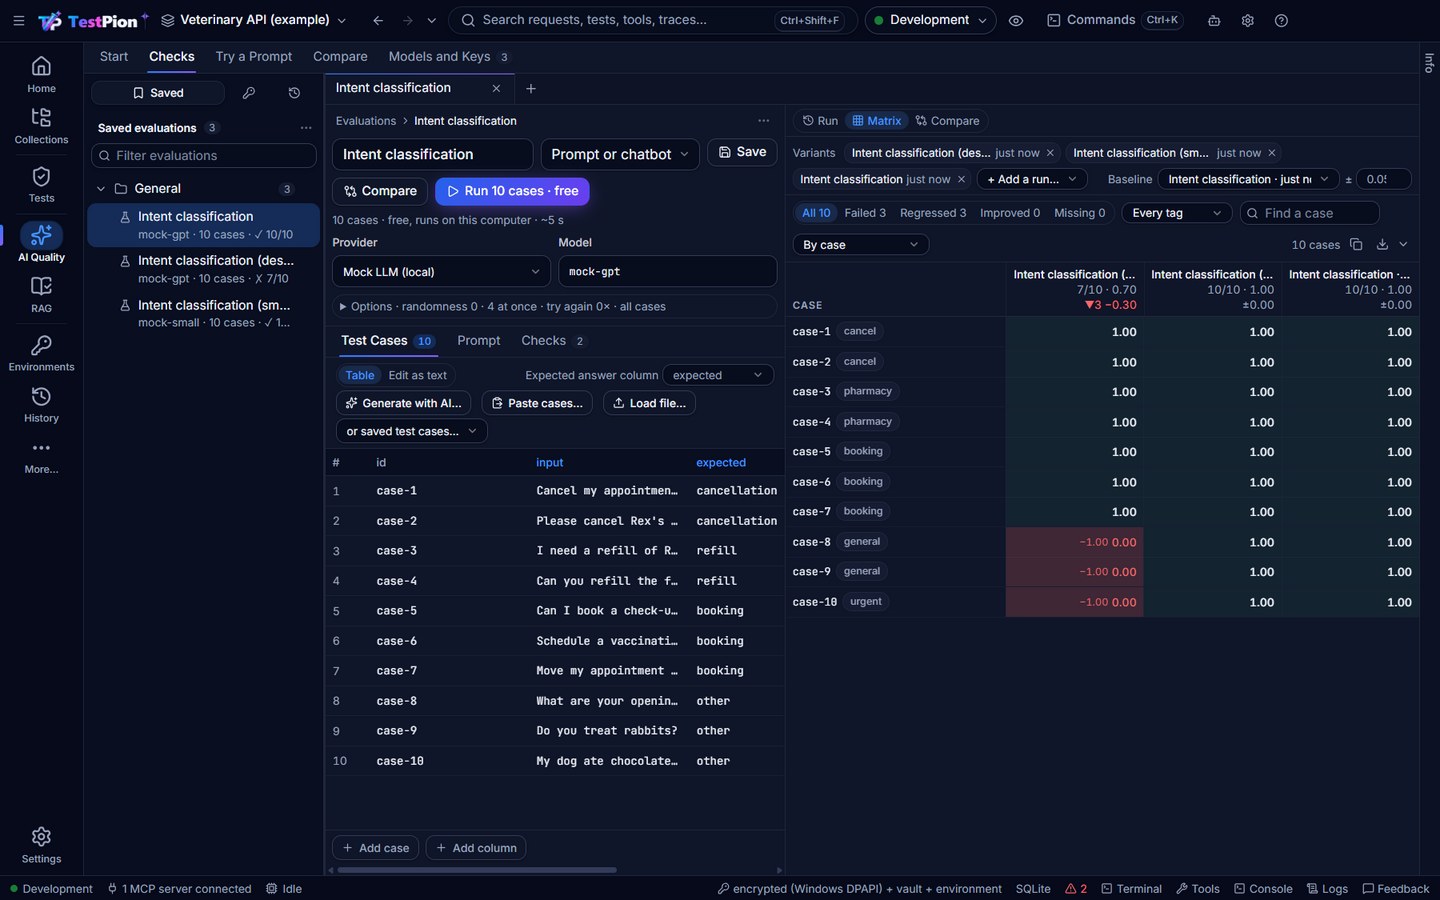 TestPion
Veterinary API (example)
Search requests, tests, tools, traces...
Ctrl+Shift+F
Development
Commands
Ctrl+K
Home
Collections
Tests
AI Quality
RAG
Environments
History
More...
Settings
Start
Checks
Try a Prompt
Compare
Models and Keys 3
Info
Saved
Saved evaluations 3
Filter evaluations
General 3
Intent classification
mock-gpt · 10 cases · ✓ 10/10
Intent classification (des...
mock-gpt · 10 cases · ✗ 7/10
Intent classification (sm...
mock-small · 10 cases · ✓ 1...
Intent classification
Evaluations > Intent classification
Intent classification
Prompt or chatbot
Save
Compare
Run 10 cases · free
10 cases · free, runs on this computer · ~5 s
Provider
Model
Mock LLM (local)
mock-gpt
Options · randomness 0 · 4 at once · try again 0× · all cases
Test Cases 10
Prompt
Checks 2
Table
Edit as text
Expected answer column
expected
Generate with AI...
Paste cases...
Load file...
or saved test cases...
# id input expected
1 case-1 Cancel my appointmen… cancellation
2 case-2 Please cancel Rex's … cancellation
3 case-3 I need a refill of R… refill
4 case-4 Can you refill the f… refill
5 case-5 Can I book a check-u… booking
6 case-6 Schedule a vaccinati… booking
7 case-7 Move my appointment … booking
8 case-8 What are your openin… other
9 case-9 Do you treat rabbits? other
10 case-10 My dog ate chocolate… other
+ Add case
+ Add column
Run
Matrix
Compare
Variants
Intent classification (des... just now ×
Intent classification (sm... just now ×
Intent classification just now ×
+ Add a run...
Baseline
Intent classification · just n
± 0.05
All 10
Failed 3
Regressed 3
Improved 0
Missing 0
Every tag
Find a case
By case
10 cases
CASE
Intent classification (...
7/10 · 0.70
▼3 −0.30
Intent classification (...
10/10 · 1.00
±0.00
Intent classification ·...
10/10 · 1.00
±0.00
case-1 cancel 1.00 1.00 1.00
case-2 cancel 1.00 1.00 1.00
case-3 pharmacy 1.00 1.00 1.00
case-4 pharmacy 1.00 1.00 1.00
case-5 booking 1.00 1.00 1.00
case-6 booking 1.00 1.00 1.00
case-7 booking 1.00 1.00 1.00
case-8 general −1.00 0.00 1.00 1.00
case-9 general −1.00 0.00 1.00 1.00
case-10 urgent −1.00 0.00 1.00 1.00
Development
1 MCP server connected
Idle
encrypted (Windows DPAPI) + vault + environment
SQLite
2
Terminal
Tools
Console
Logs
Feedback